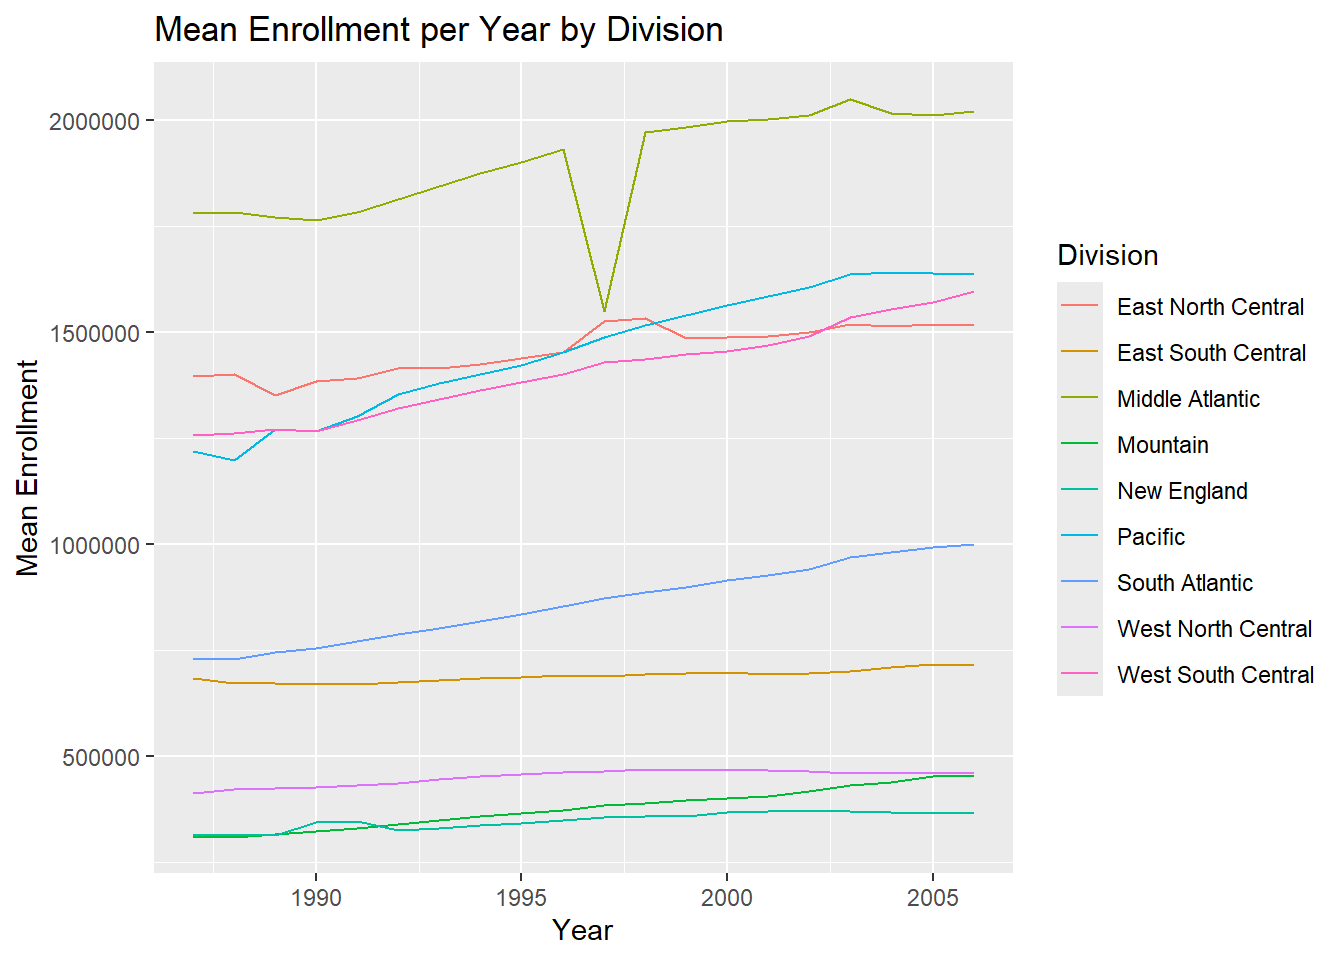 Mean Enrollment per Year by Division
Mean Enrollment
2000000
1500000
1000000
500000
1990
1995
2000
2005
Year
Division
East North Central
East South Central
Middle Atlantic
Mountain
New England
Pacific
South Atlantic
West North Central
West South Central